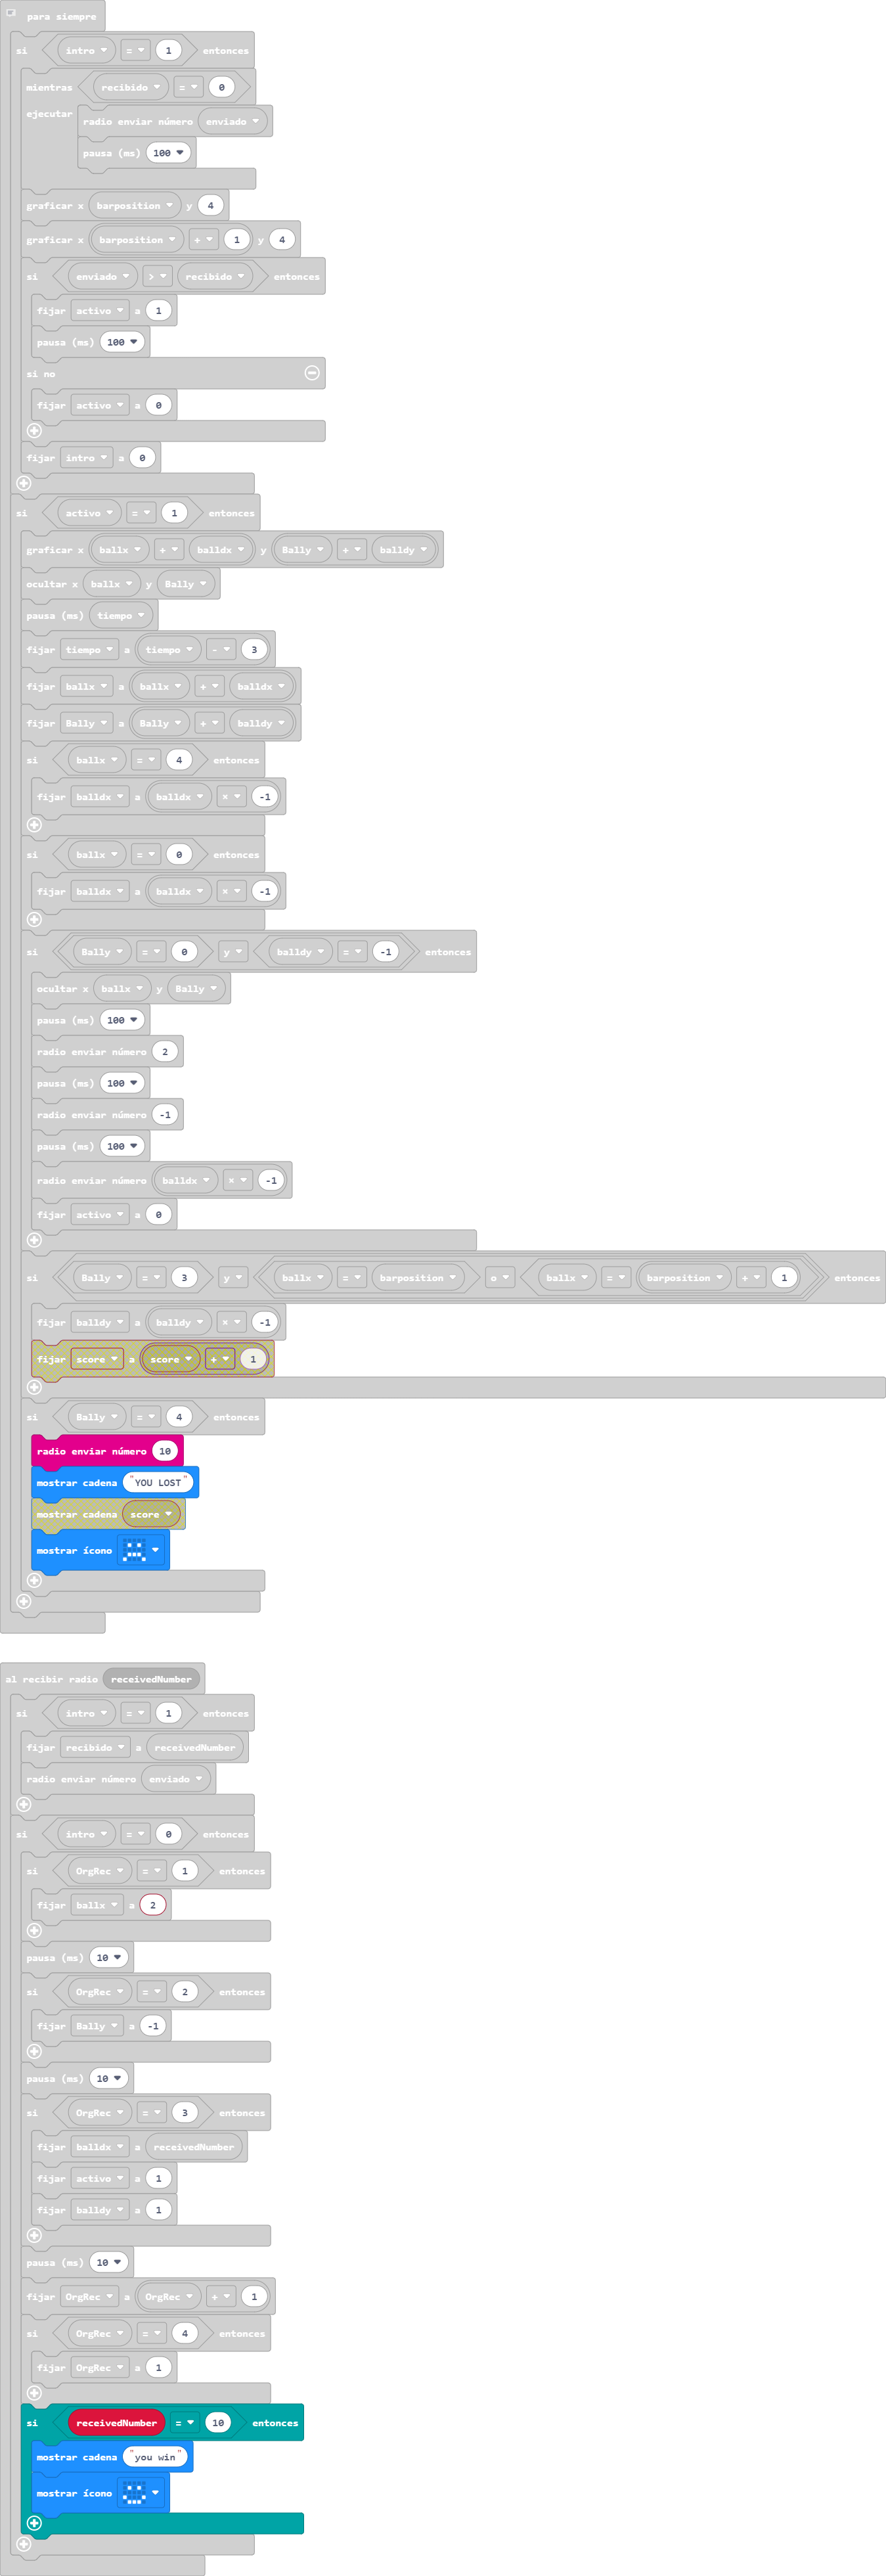 para siempre
si intro = 1 entonces
mientras recibido = 0
ejecutar
radio enviar número enviado
pausa (ms) 100
graficar x barposition y 4
graficar x barposition + 1 y 4
si enviado > recibido entonces
fijar activo a 1
pausa (ms) 100
si no
fijar activo a 0
fijar intro a 0
si activo = 1 entonces
graficar x ballx + balldx y Bally + balldy
ocultar x ballx y Bally
pausa (ms) tiempo
fijar tiempo a tiempo - 3
fijar ballx a ballx + balldx
fijar Bally a Bally + balldy
si ballx = 4 entonces
fijar balldx a balldx × -1
si ballx = 0 entonces
fijar balldx a balldx × -1
si Bally = 0 y balldy = -1 entonces
ocultar x ballx y Bally
pausa (ms) 100
radio enviar número 2
pausa (ms) 100
radio enviar número -1
pausa (ms) 100
radio enviar número balldx × -1
fijar activo a 0
si Bally = 3 y ballx = barposition o ballx = barposition + 1 entonces
fijar balldy a balldy × -1
fijar score a score + 1
si Bally = 4 entonces
radio enviar número 10
mostrar cadena "YOU LOST"
mostrar cadena score
mostrar ícono
al recibir radio receivedNumber
si intro = 1 entonces
fijar recibido a receivedNumber
radio enviar número enviado
si intro = 0 entonces
si OrgRec = 1 entonces
fijar ballx a 2
pausa (ms) 10
si OrgRec = 2 entonces
fijar Bally a -1
pausa (ms) 10
si OrgRec = 3 entonces
fijar balldx a receivedNumber
fijar activo a 1
fijar balldy a 1
pausa (ms) 10
fijar OrgRec a OrgRec + 1
si OrgRec = 4 entonces
fijar OrgRec a 1
si receivedNumber = 10 entonces
mostrar cadena "you win"
mostrar ícono